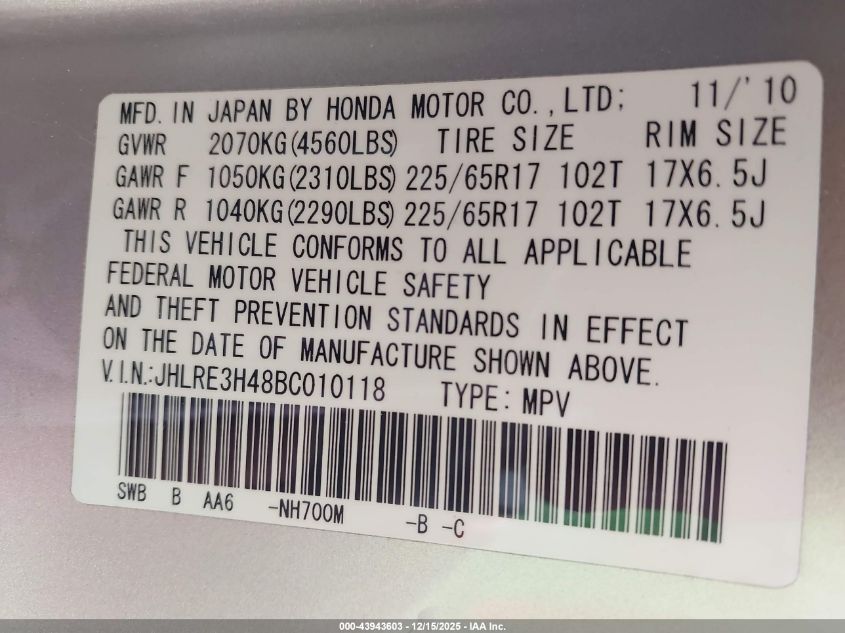 MFD. IN JAPAN BY HONDA MOTOR CO.,LTD; 11/'10
GVWR 2070KG(4560LBS) TIRE SIZE RIM SIZE
GAWR F 1050KG(2310LBS) 225/65R17 102T 17X6.5J
GAWR R 1040KG(2290LBS) 225/65R17 102T 17X6.5J
THIS VEHICLE CONFORMS TO ALL APPLICABLE
FEDERAL MOTOR VEHICLE SAFETY
AND THEFT PREVENTION STANDARDS IN EFFECT
ON THE DATE OF MANUFACTURE SHOWN ABOVE.
V.I.N.:JHLRE3H48BC010118 TYPE: MPV
SWB B AA6 -NH700M -B -C
000-43943603 - 12/15/2025 - IAA Inc.